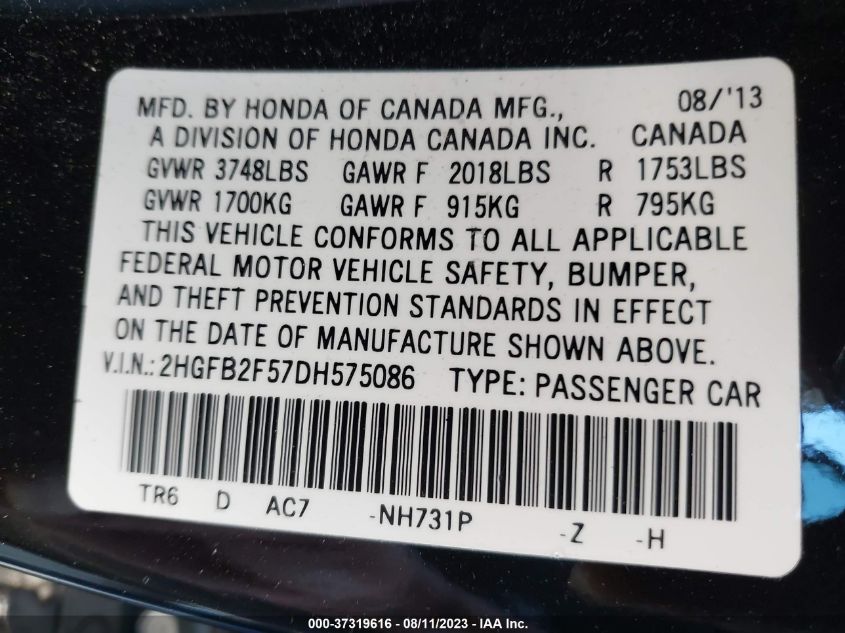 MFD. BY HONDA OF CANADA MFG., 08/'13
A DIVISION OF HONDA CANADA INC. CANADA
GVWR 3748LBS GAWR F 2018LBS R 1753LBS
GVWR 1700KG GAWR F 915KG R 795KG
THIS VEHICLE CONFORMS TO ALL APPLICABLE
FEDERAL MOTOR VEHICLE SAFETY, BUMPER,
AND THEFT PREVENTION STANDARDS IN EFFECT
ON THE DATE OF MANUFACTURE SHOWN ABOVE.
V.I.N.: 2HGFB2F57DH575086 TYPE: PASSENGER CAR
TR6 D AC7 -NH731P -Z -H
000-37319616 - 08/11/2023 - IAA Inc.